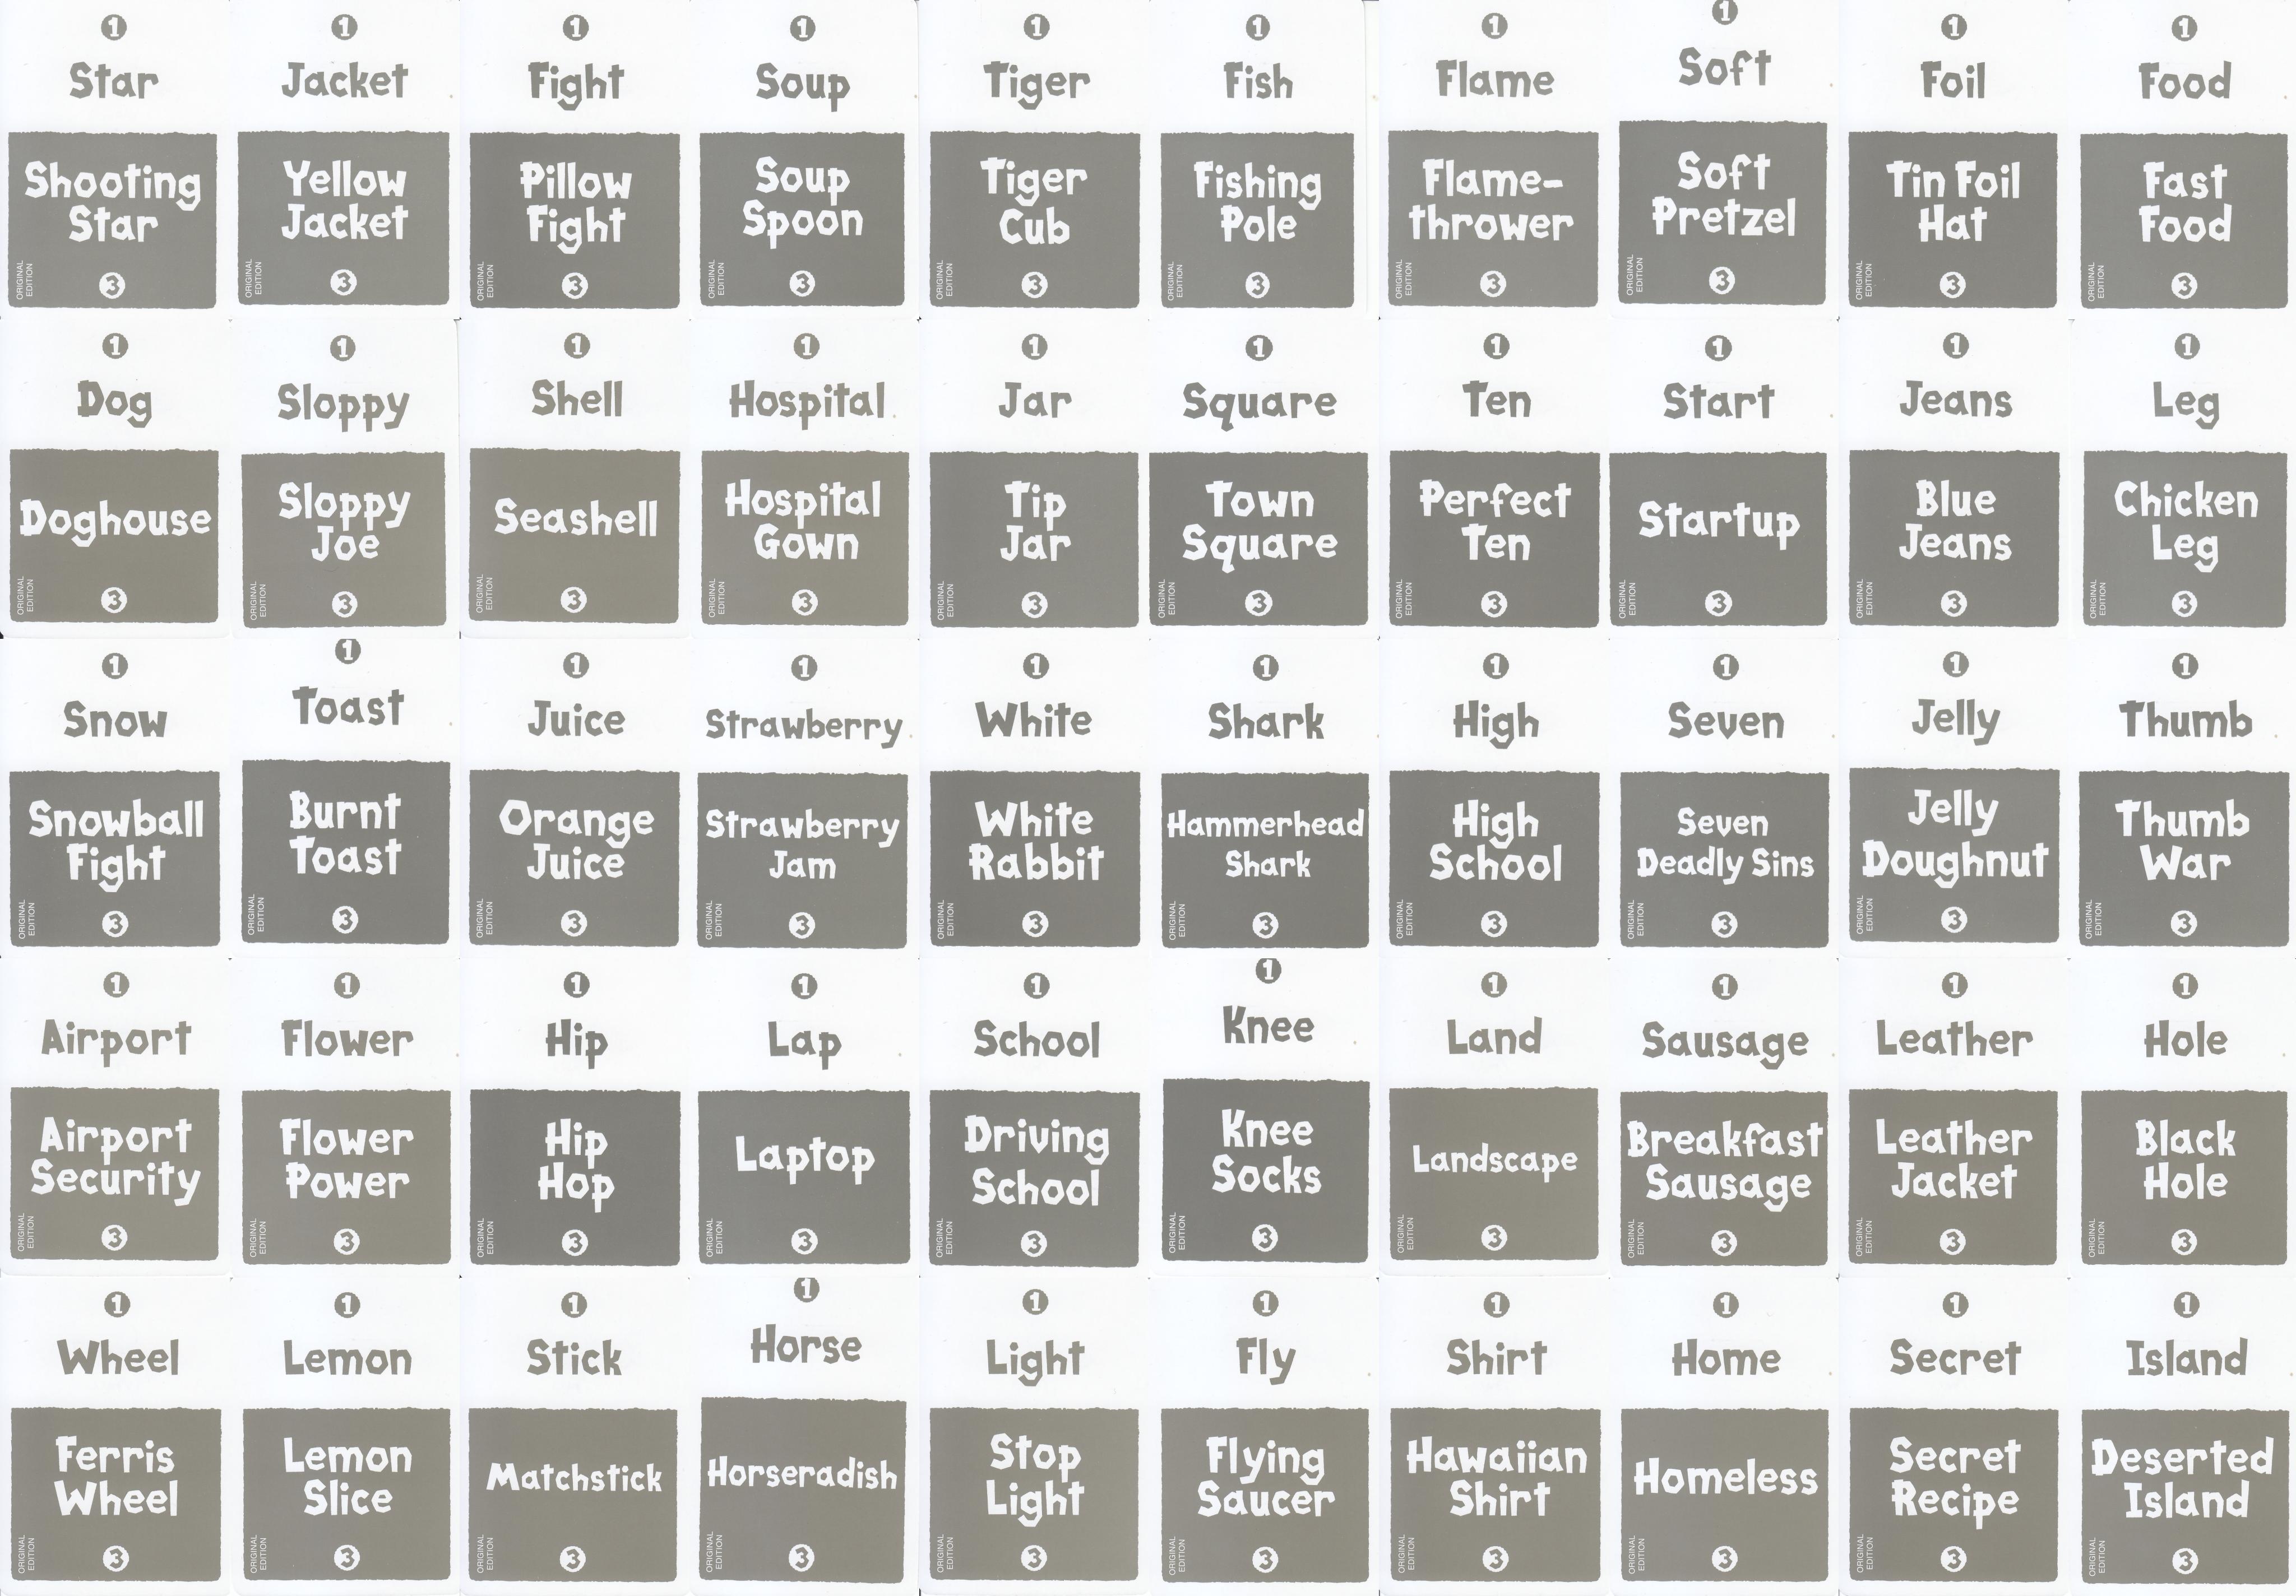 1
Star
Shooting
Star
ORIGINAL
EDITION
3
1
Jacket
Yellow
Jacket
ORIGINAL
EDITION
3
1
Fight
Pillow
Fight
ORIGINAL
EDITION
3
1
Soup
Soup
Spoon
ORIGINAL
EDITION
3
1
Tiger
Tiger
Cub
ORIGINAL
EDITION
3
1
Fish
Fishing
Pole
ORIGINAL
EDITION
3
1
Flame
Flame-
thrower
ORIGINAL
EDITION
3
1
Soft
Soft
Pretzel
ORIGINAL
EDITION
3
1
Foil
Tin Foil
Hat
ORIGINAL
EDITION
3
1
Food
Fast
Food
ORIGINAL
EDITION
3
1
Dog
Doghouse
ORIGINAL
EDITION
3
1
Sloppy
Sloppy
Joe
ORIGINAL
EDITION
3
1
Shell
Seashell
ORIGINAL
EDITION
3
1
Hospital
Hospital
Gown
ORIGINAL
EDITION
3
1
Jar
Tip
Jar
ORIGINAL
EDITION
3
1
Square
Town
Square
ORIGINAL
EDITION
3
1
Ten
Perfect
Ten
ORIGINAL
EDITION
3
1
Start
Startup
ORIGINAL
EDITION
3
1
Jeans
Blue
Jeans
ORIGINAL
EDITION
3
1
Leg
Chicken
Leg
ORIGINAL
EDITION
3
1
Snow
Snowball
Fight
ORIGINAL
EDITION
3
1
Toast
Burnt
Toast
ORIGINAL
EDITION
3
1
Juice
Orange
Juice
ORIGINAL
EDITION
3
1
Strawberry
Strawberry
Jam
ORIGINAL
EDITION
3
1
White
White
Rabbit
ORIGINAL
EDITION
3
1
Shark
Hammerhead
Shark
ORIGINAL
EDITION
3
1
High
High
School
ORIGINAL
EDITION
3
1
Seven
Seven
Deadly Sins
ORIGINAL
EDITION
3
1
Jelly
Jelly
Doughnut
ORIGINAL
EDITION
3
1
Thumb
Thumb
War
ORIGINAL
EDITION
3
1
Airport
Airport
Security
ORIGINAL
EDITION
3
1
Flower
Flower
Power
ORIGINAL
EDITION
3
1
Hip
Hip
Hop
ORIGINAL
EDITION
3
1
Lap
Laptop
ORIGINAL
EDITION
3
1
School
Driving
School
ORIGINAL
EDITION
3
1
Knee
Knee
Socks
ORIGINAL
EDITION
3
1
Land
Landscape
ORIGINAL
EDITION
3
1
Sausage
Breakfast
Sausage
ORIGINAL
EDITION
3
1
Leather
Leather
Jacket
ORIGINAL
EDITION
3
1
Hole
Black
Hole
ORIGINAL
EDITION
3
1
Wheel
Ferris
Wheel
ORIGINAL
EDITION
3
1
Lemon
Lemon
Slice
ORIGINAL
EDITION
3
1
Stick
Matchstick
ORIGINAL
EDITION
3
1
Horse
Horseradish
ORIGINAL
EDITION
3
1
Light
Stop
Light
ORIGINAL
EDITION
3
1
Fly
Flying
Saucer
ORIGINAL
EDITION
3
1
Shirt
Hawaiian
Shirt
ORIGINAL
EDITION
3
1
Home
Homeless
ORIGINAL
EDITION
3
1
Secret
Secret
Recipe
ORIGINAL
EDITION
3
1
Island
Deserted
Island
ORIGINAL
EDITION
3